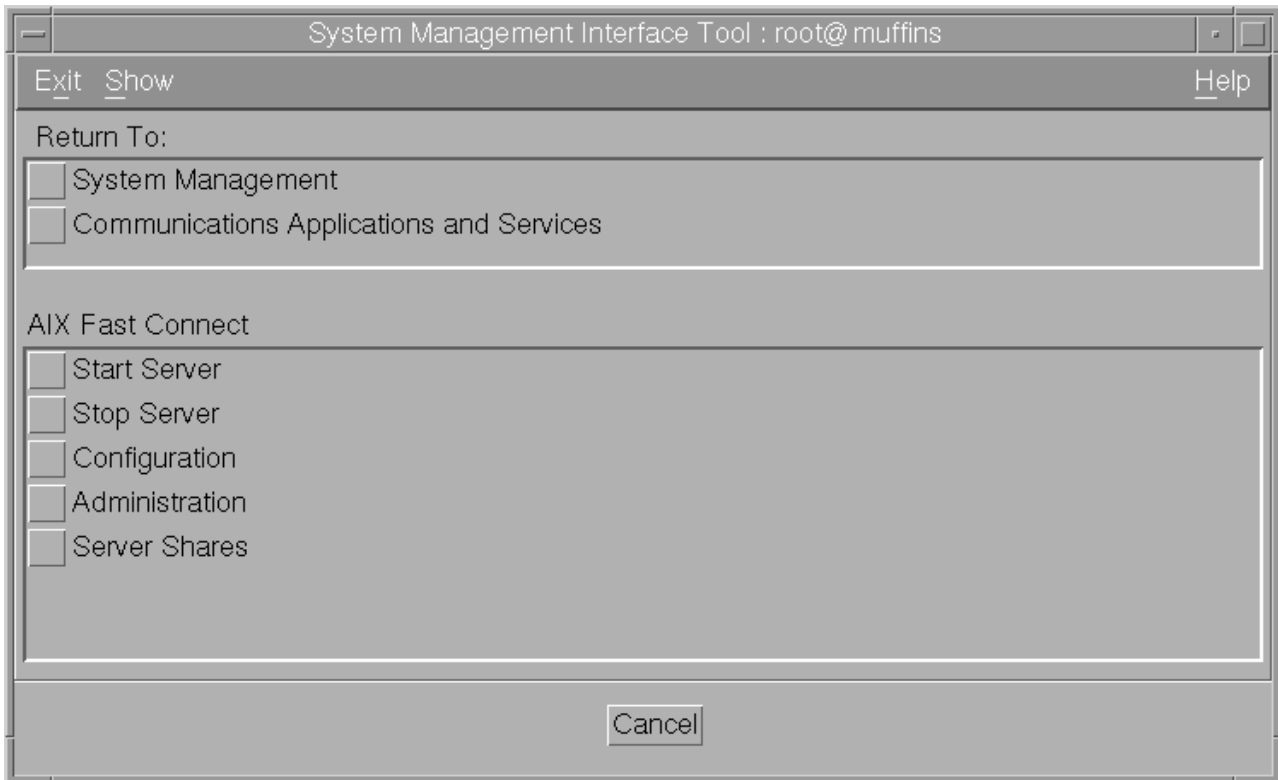 System Management Interface Tool : root@muffins
Exit Show Help
Return To:
System Management
Communications Applications and Services
AIX Fast Connect
Start Server
Stop Server
Configuration
Administration
Server Shares
Cancel